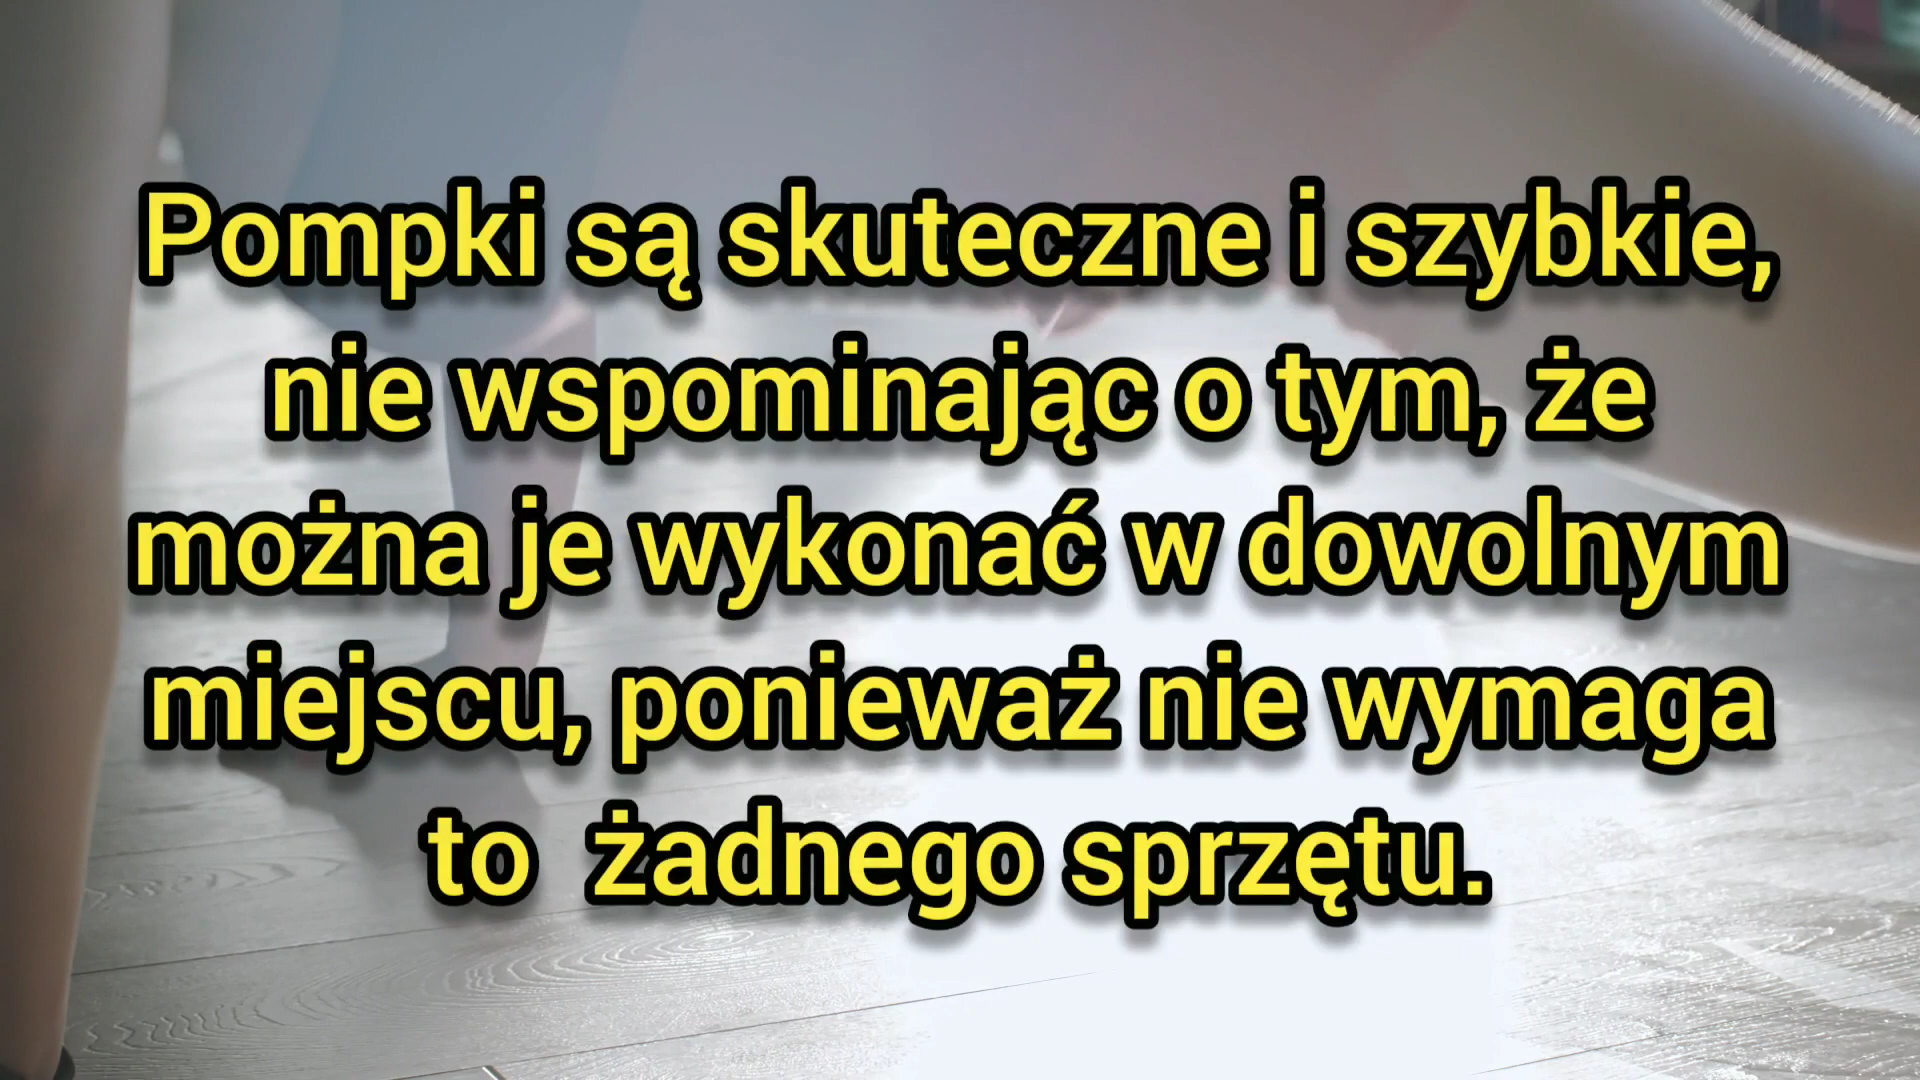 Pompki są skuteczne i szybkie,
nie wspominając o tym, że
można je wykonać w dowolnym
miejscu, ponieważ nie wymaga
to  żadnego sprzętu.